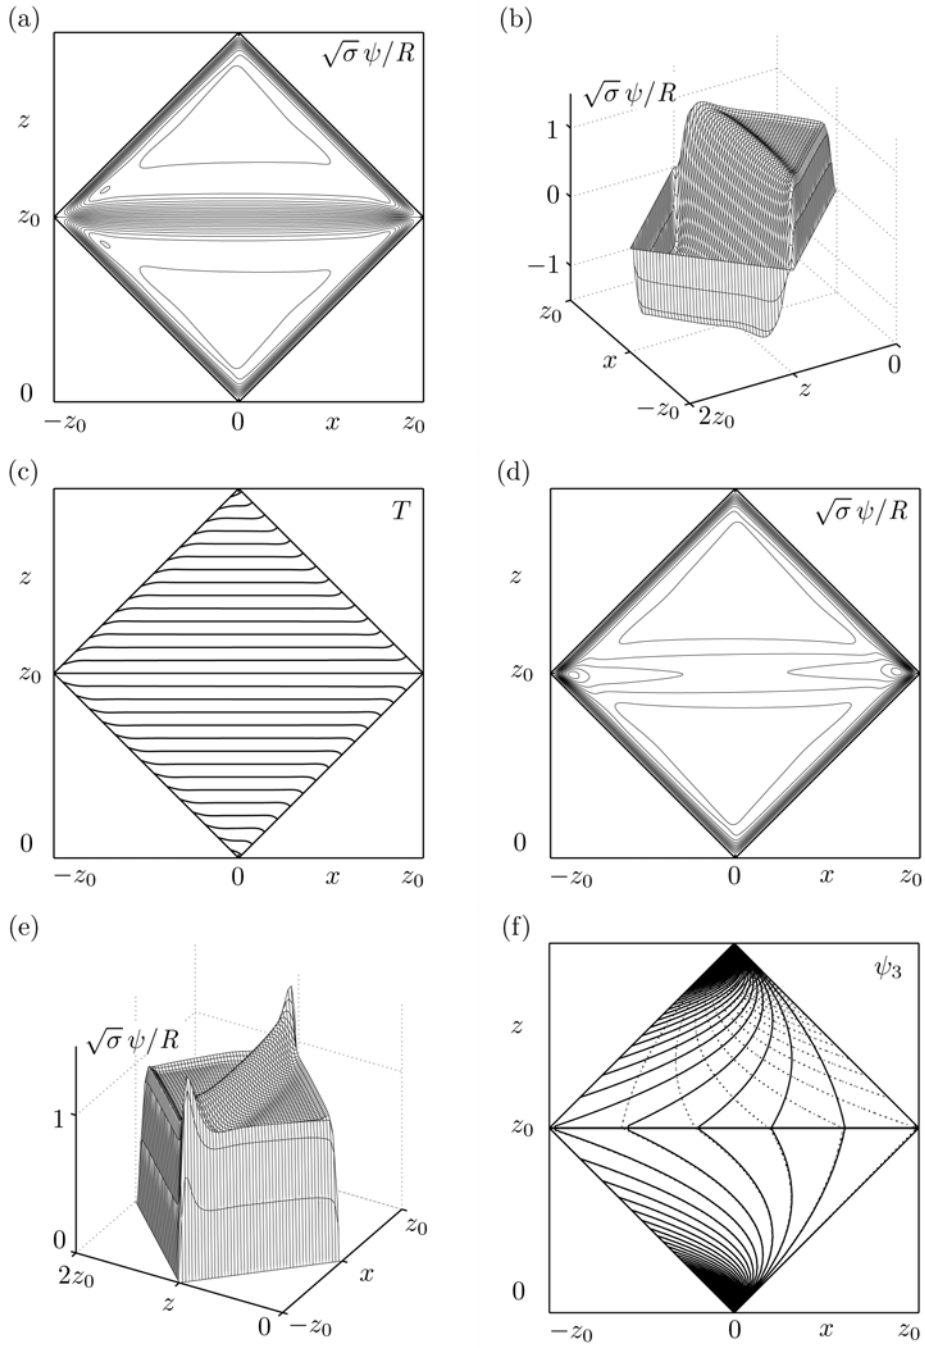 (a)
√σ ψ/R
z
z₀
0
−z₀
0
x
z₀
(b)
√σ ψ/R
1
0
−1
z₀
x
−z₀
2z₀
z
0
(c)
T
z
z₀
0
−z₀
0
x
z₀
(d)
√σ ψ/R
z
z₀
0
−z₀
0
x
z₀
(e)
√σ ψ/R
1
0
2z₀
z
0
−z₀
x
z₀
(f)
ψ₃
z
z₀
0
−z₀
0
x
z₀